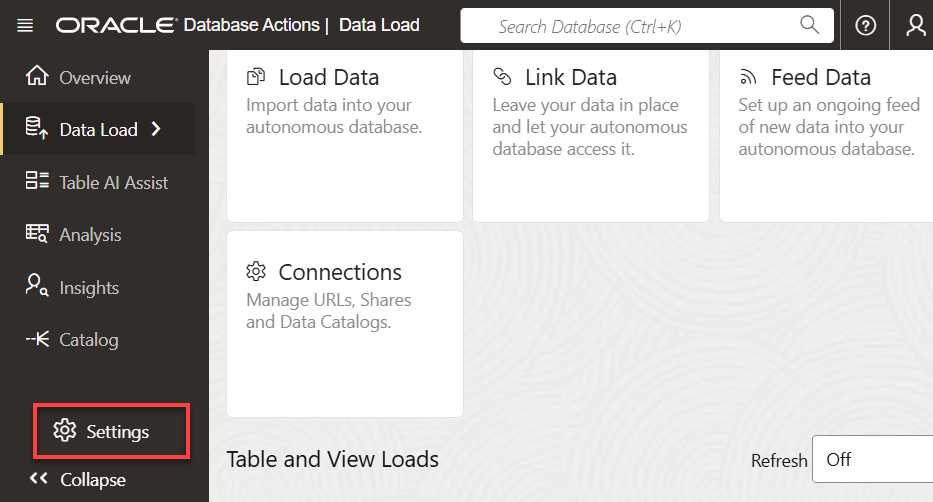 ORACLE Database Actions | Data Load
Search Database (Ctrl+K)
Overview
Data Load
Table AI Assist
Analysis
Insights
Catalog
Settings
Collapse
Load Data
Import data into your
autonomous database.
Link Data
Leave your data in place
and let your autonomous
database access it.
Feed Data
Set up an ongoing feed
of new data into your
autonomous database.
Connections
Manage URLs, Shares
and Data Catalogs.
Table and View Loads
Refresh
Off